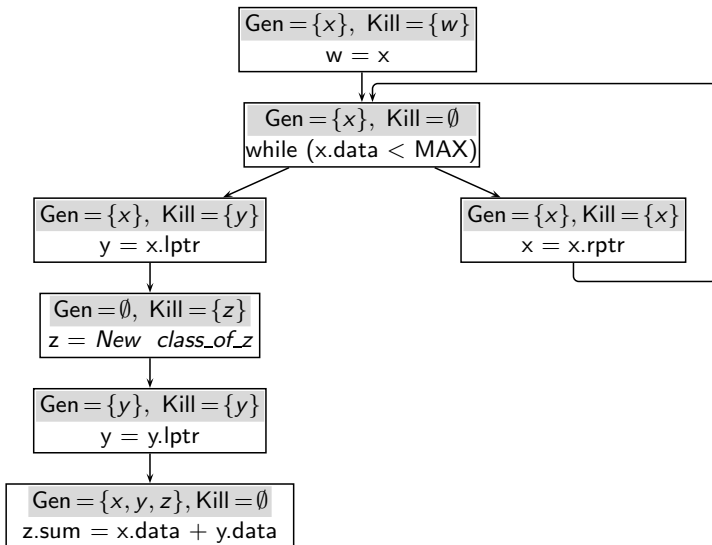 Gen = {x}, Kill = {w}
w = x
Gen = {x}, Kill = ∅
while (x.data < MAX)
Gen = {x}, Kill = {y}
y = x.lptr
Gen = {x}, Kill = {x}
x = x.rptr
Gen = ∅, Kill = {z}
z = New class_of_z
Gen = {y}, Kill = {y}
y = y.lptr
Gen = {x, y, z}, Kill = ∅
z.sum = x.data + y.data